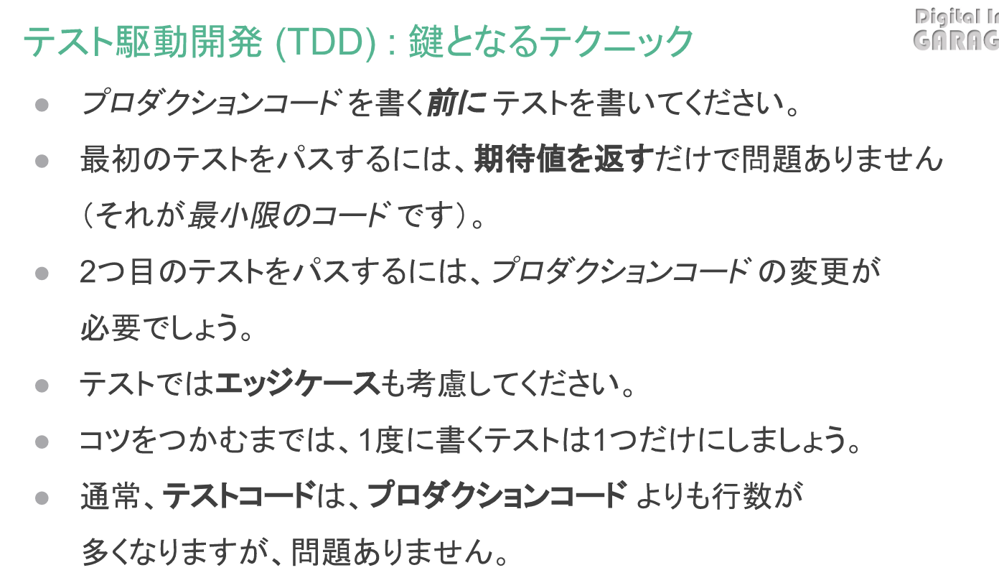 テスト駆動開発 (TDD) : 鍵となるテクニック
Digital
● プロダクションコードを書く前に テストを書いてください。
● 最初のテストをパスするには、期待値を返すだけで問題ありません
（それが最小限のコードです）。
● 2つ目のテストをパスするには、プロダクションコードの変更が
必要でしょう。
● テストではエッジケースも考慮してください。
● コツをつかむまでは、1度に書くテストは1つだけにしましょう。
● 通常、テストコードは、プロダクションコード よりも行数が
多くなりますが、問題ありません。